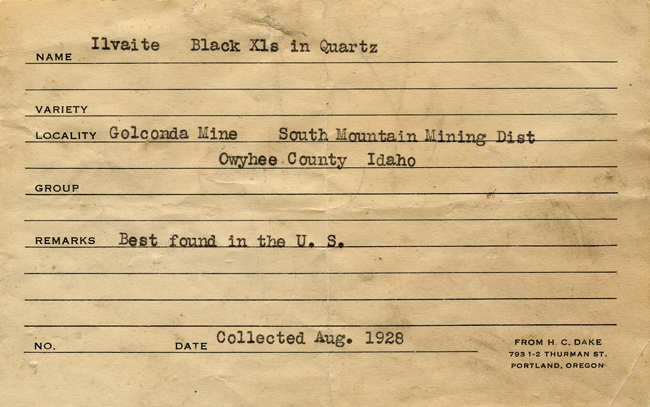 NAME Ilvaite Black Xls in Quartz
VARIETY
LOCALITY Golconda Mine South Mountain Mining Dist
Owyhee County Idaho
GROUP
REMARKS Best found in the U. S.
NO. DATE Collected Aug. 1928
FROM H. C. DAKE
793 1-2 THURMAN ST.
PORTLAND, OREGON